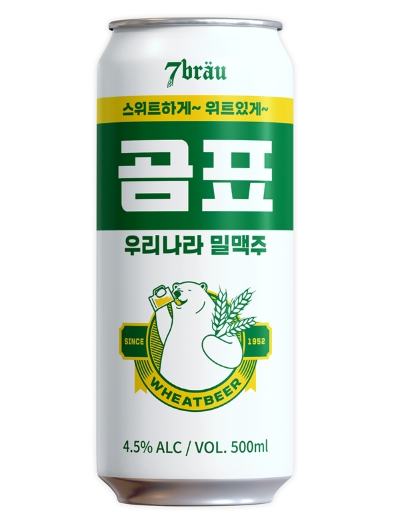 7bräu
스위트하게~ 위트있게~
곰표
우리나라 밀맥주
SINCE 1952
WHEATBEER
4.5% ALC / VOL. 500ml